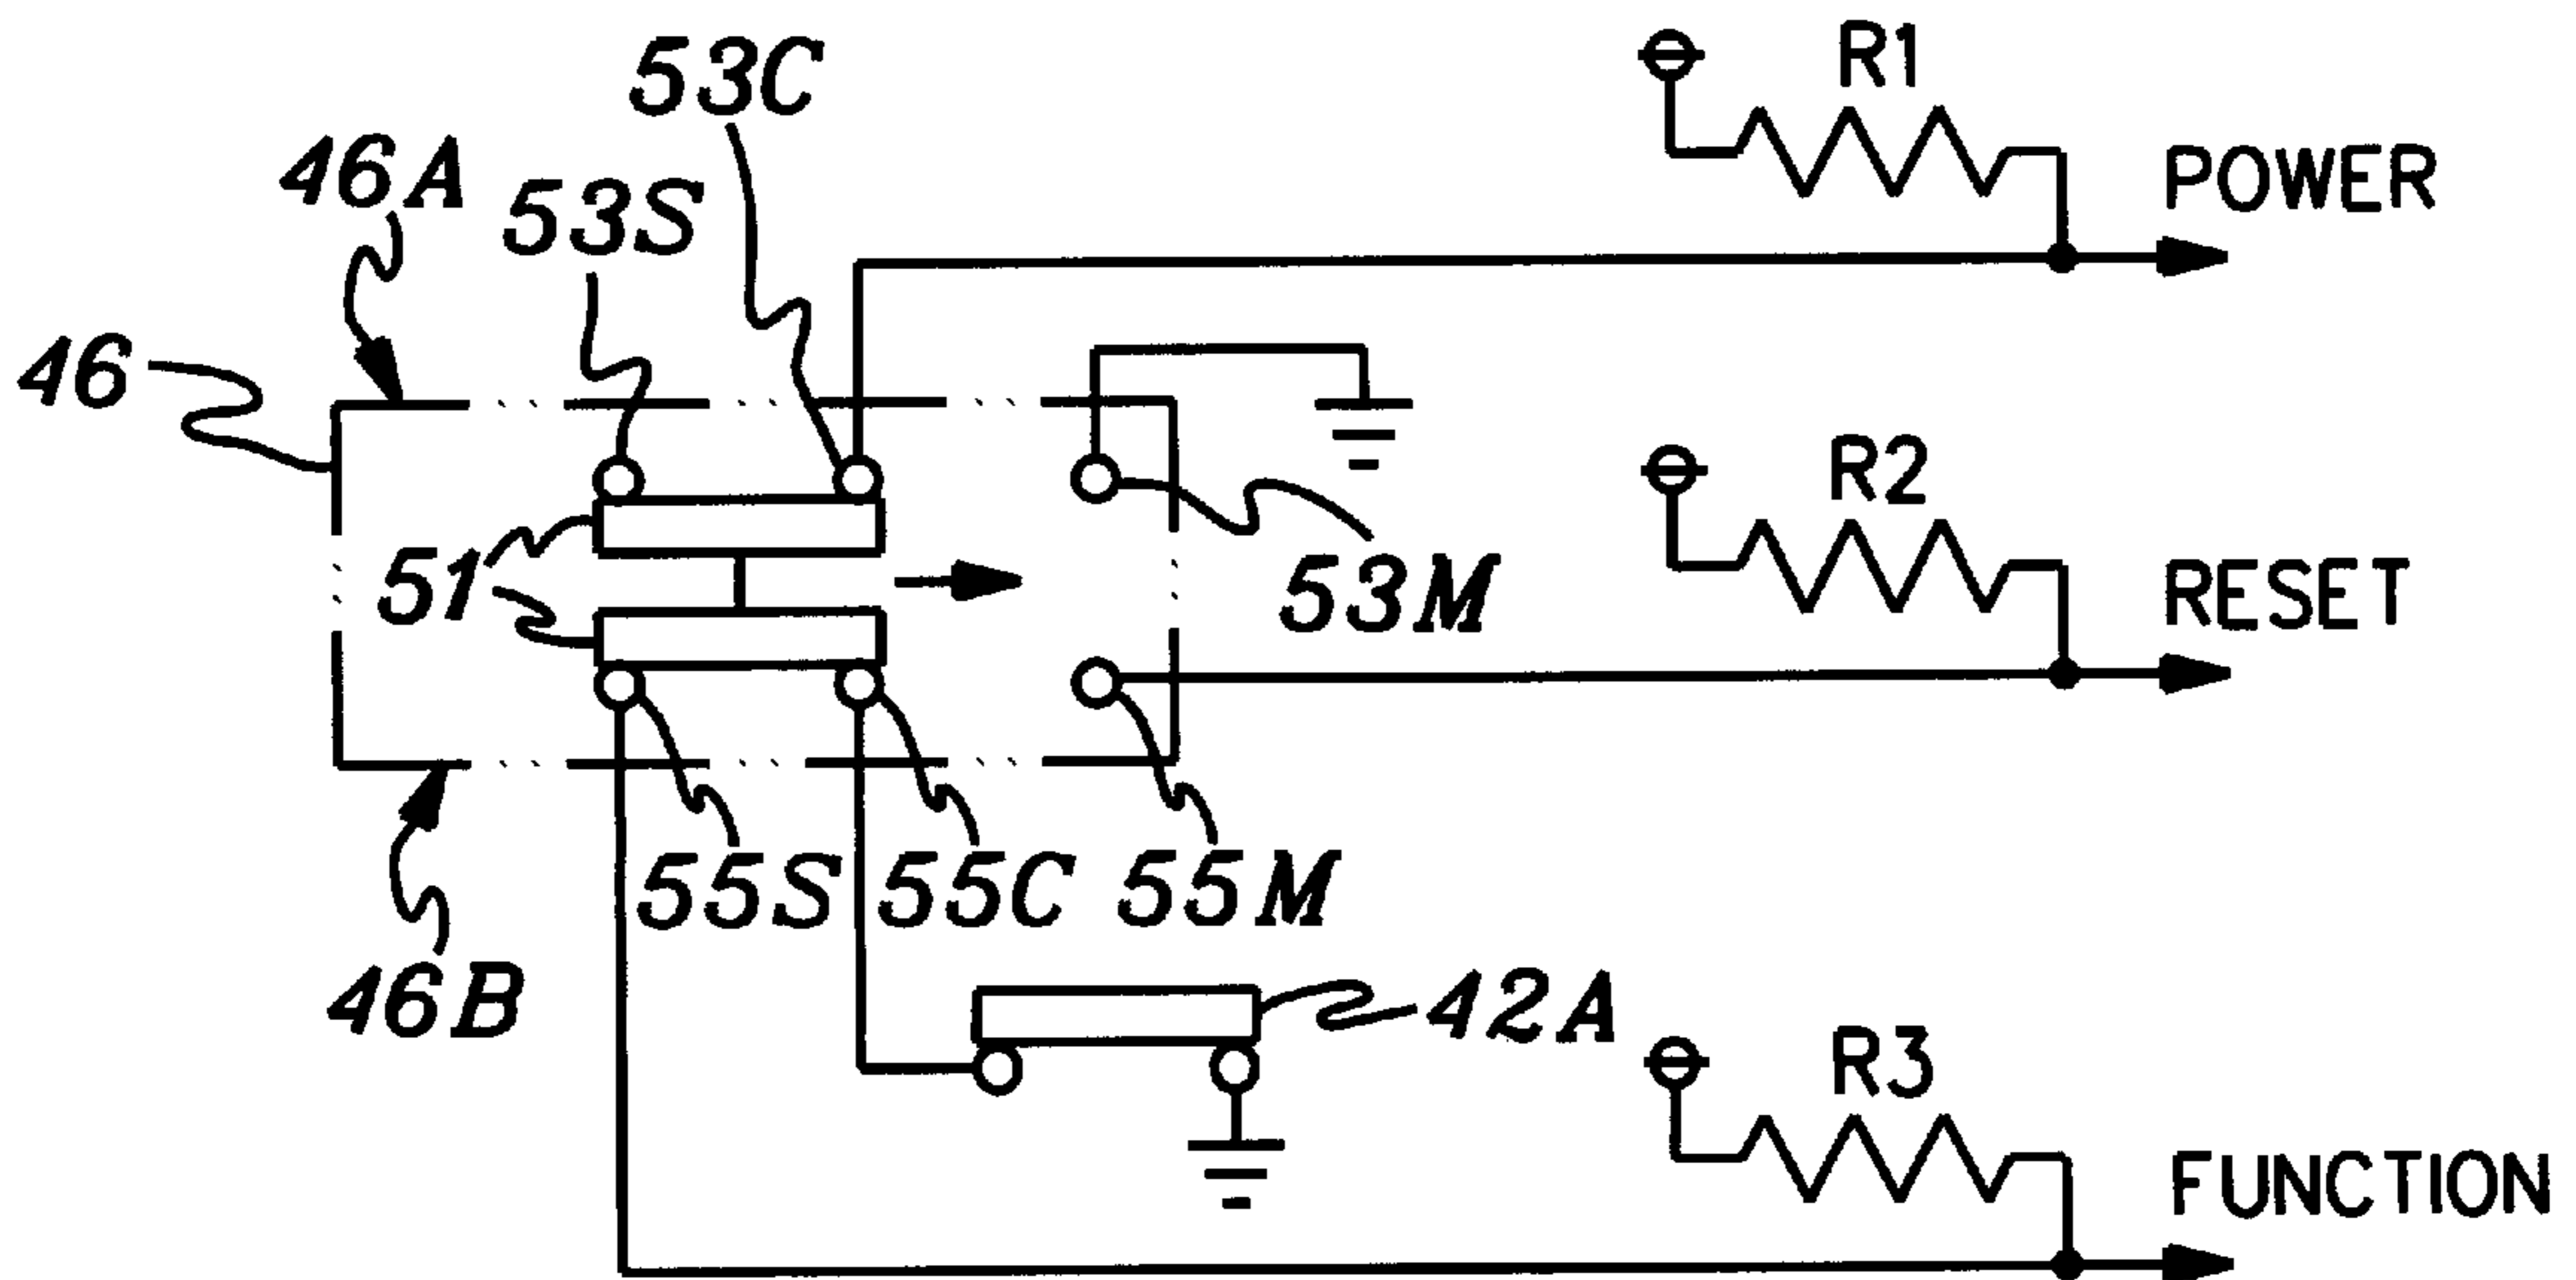 53C
R1
46A
53S
POWER
46
R2
51
53M
RESET
55S
55C
55M
46B
42A
R3
FUNCTION